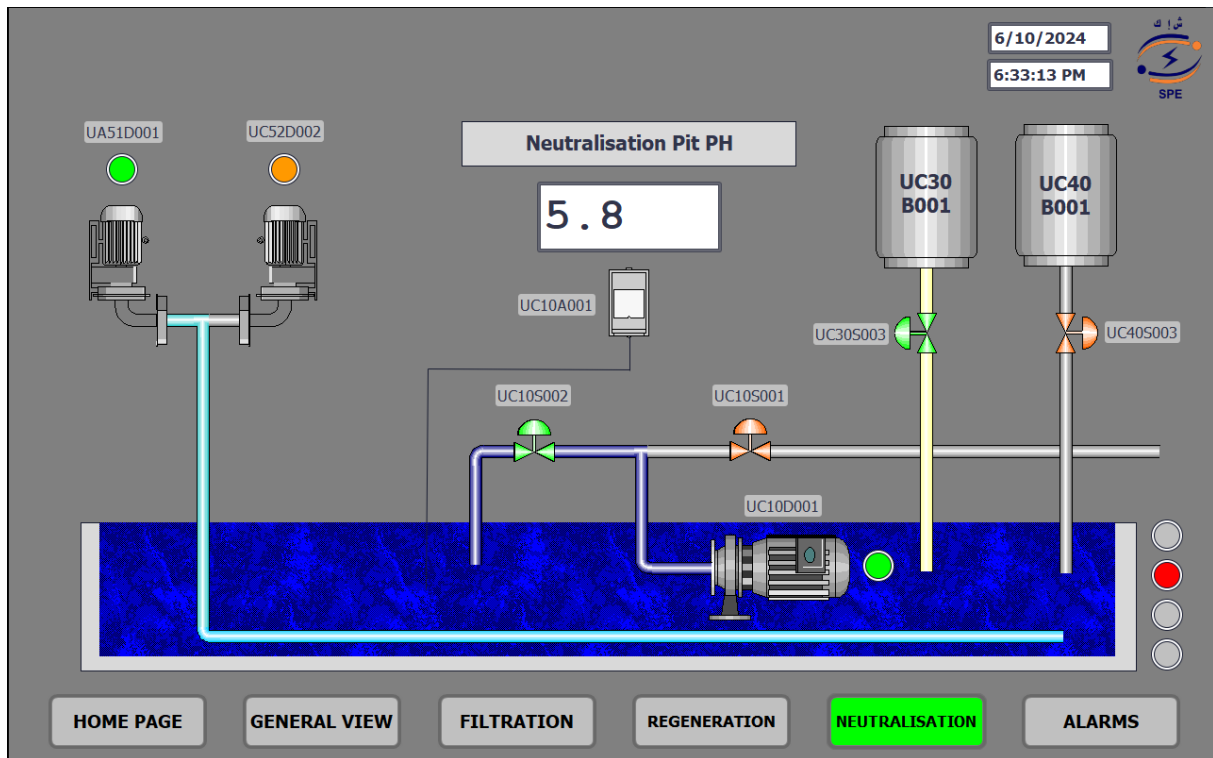 6/10/2024
6:33:13 PM
ش إ ك
SPE
UA51D001
UC52D002
Neutralisation Pit PH
5.8
UC30
B001
UC40
B001
UC10A001
UC30S003
UC40S003
UC10S002
UC10S001
UC10D001
HOME PAGE
GENERAL VIEW
FILTRATION
REGENERATION
NEUTRALISATION
ALARMS